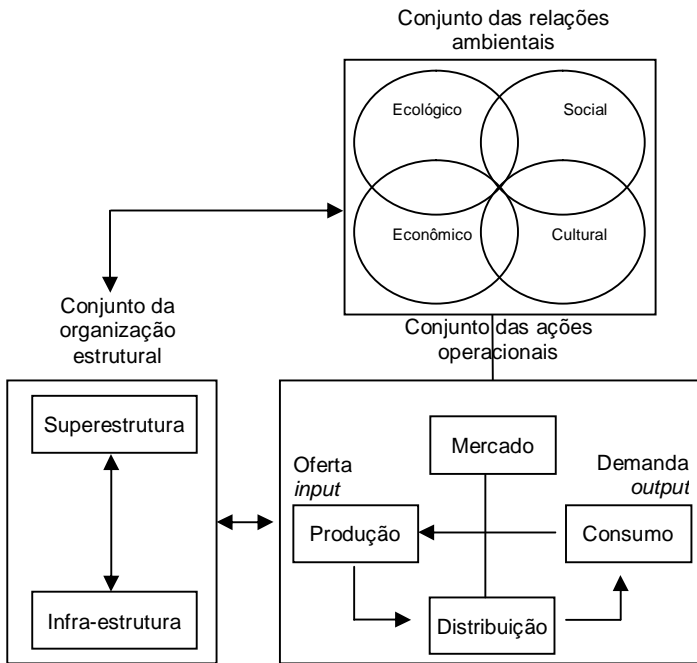 Conjunto das relações
ambientais
Ecológico
Social
Econômico
Cultural
Conjunto da
organização
estrutural
Conjunto das ações
operacionais
Superestrutura
Infra-estrutura
Mercado
Oferta
input
Demanda
output
Produção
Consumo
Distribuição